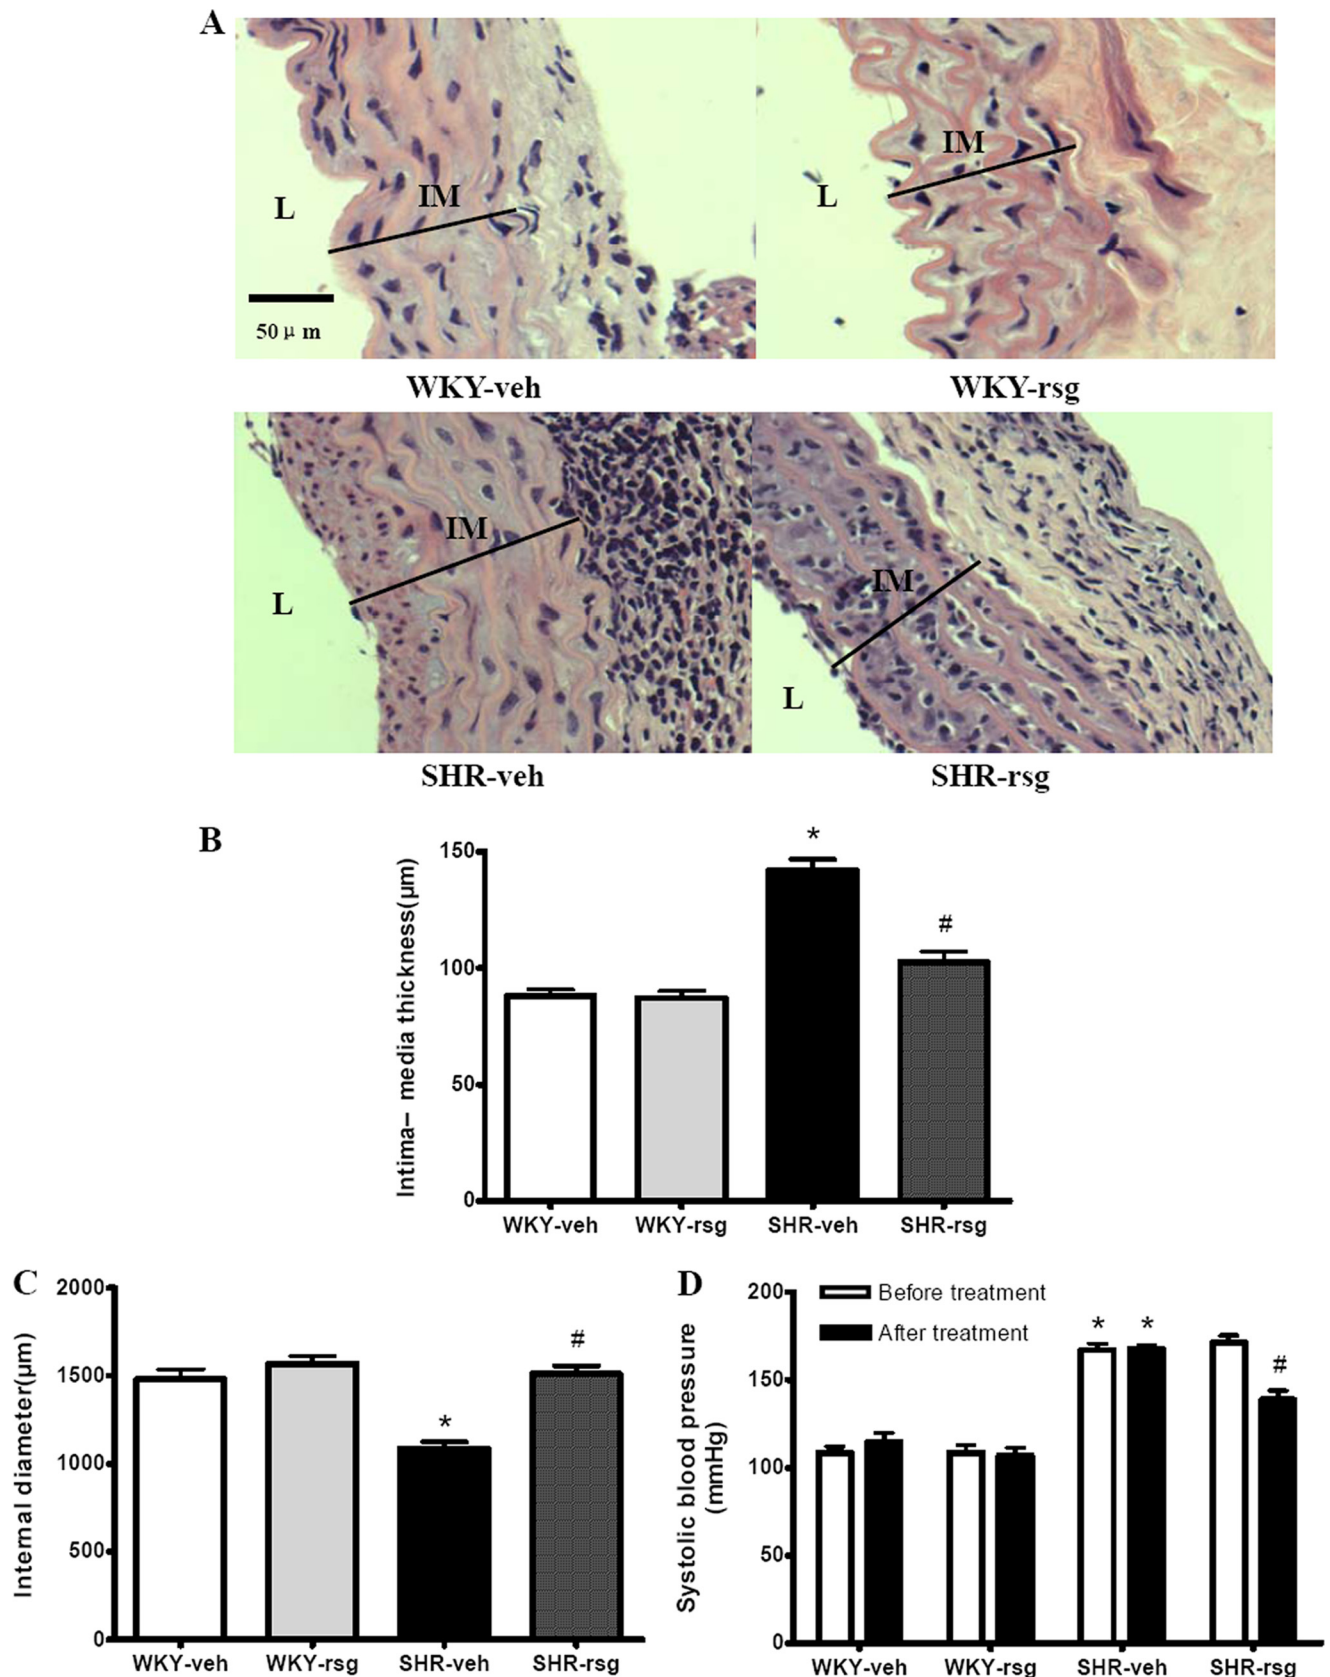 A
IM
L
50 μm
WKY-veh
IM
L
WKY-rsg
IM
L
SHR-veh
IM
L
SHR-rsg
B
Intima– media thickness(μm)
150
100
50
0
*
#
WKY-veh WKY-rsg SHR-veh SHR-rsg
C
Internal diameter(μm)
2000
1500
1000
500
0
*
#
WKY-veh WKY-rsg SHR-veh SHR-rsg
D
Systolic blood pressure
(mmHg)
200
150
100
50
0
Before treatment
After treatment
* *
#
WKY-veh WKY-rsg SHR-veh SHR-rsg